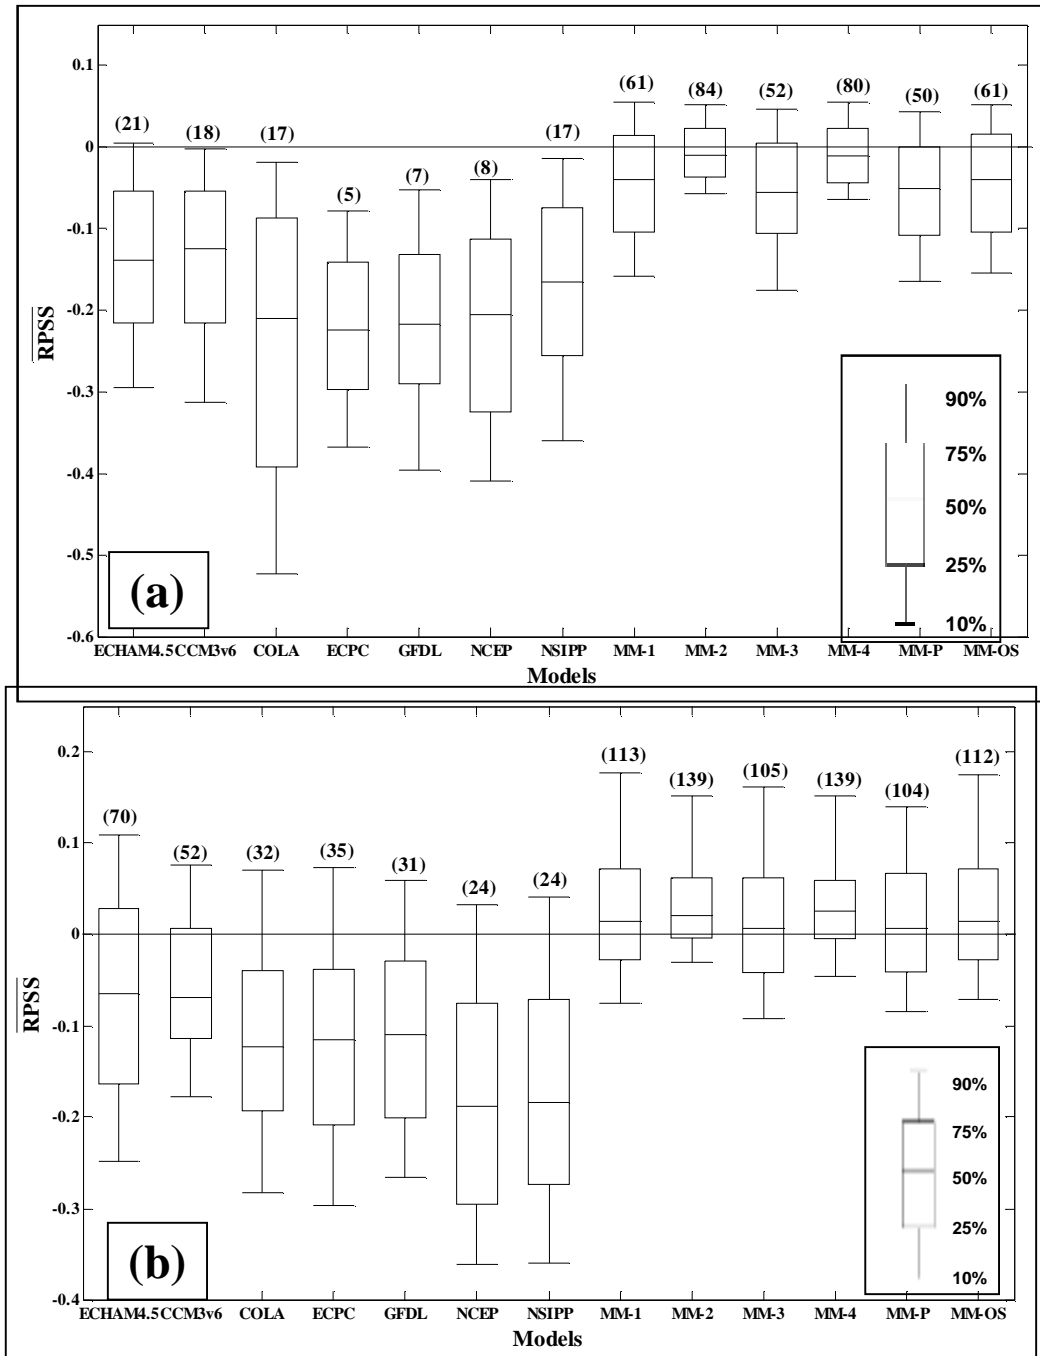 0.1
0
-0.1
-0.2
-0.3
-0.4
-0.5
-0.6
RPSS
(21) (18) (17) (5) (7) (8) (17) (61) (84) (52) (80) (50) (61)
90%
75%
50%
25%
10%
(a)
ECHAM4.5 CCM3v6 COLA ECPC GFDL NCEP NSIPP MM-1 MM-2 MM-3 MM-4 MM-P MM-OS
Models
0.2
0.1
0
-0.1
-0.2
-0.3
-0.4
RPSS
(70) (52) (32) (35) (31) (24) (24) (113) (139) (105) (139) (104) (112)
90%
75%
50%
25%
10%
(b)
ECHAM4.5 CCM3v6 COLA ECPC GFDL NCEP NSIPP MM-1 MM-2 MM-3 MM-4 MM-P MM-OS
Models